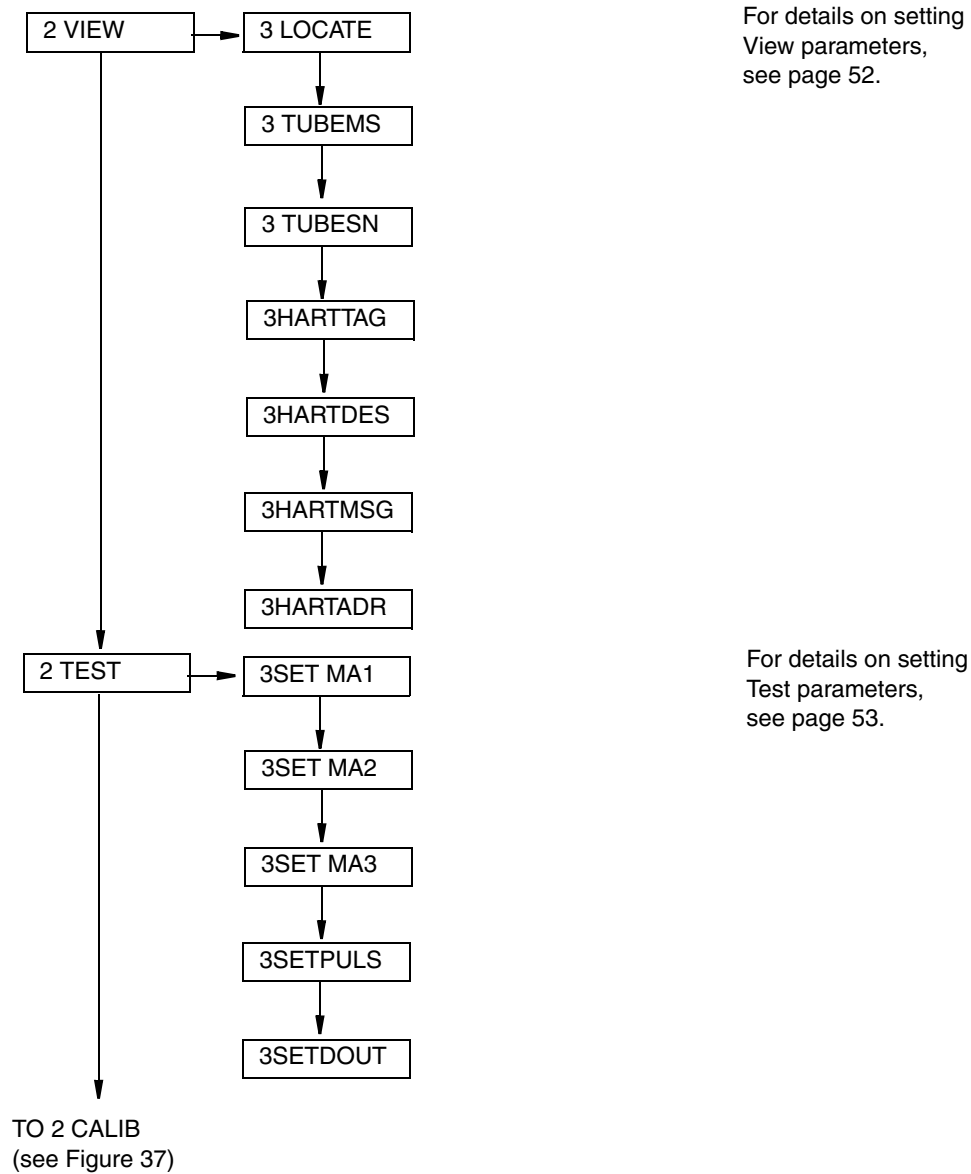 2 VIEW
3 LOCATE
For details on setting
View parameters,
see page 52.
3 TUBEMS
3 TUBESN
3HARTTAG
3HARTDES
3HARTMSG
3HARTADR
2 TEST
3SET MA1
For details on setting
Test parameters,
see page 53.
3SET MA2
3SET MA3
3SETPULS
3SETDOUT
TO 2 CALIB
(see Figure 37)